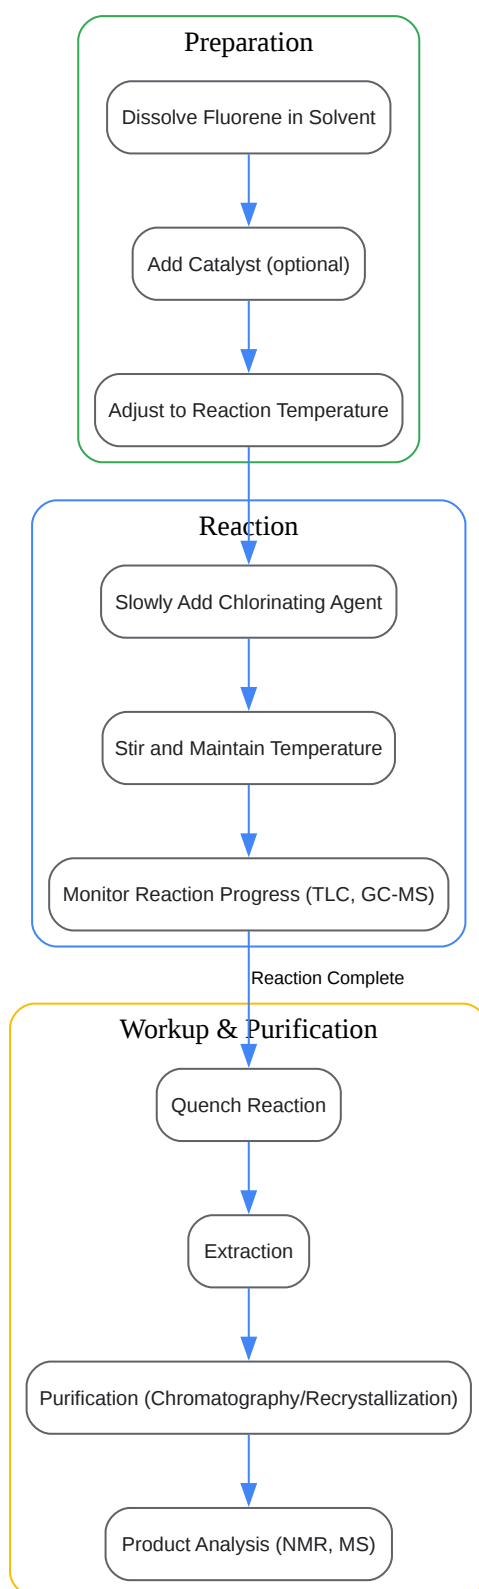 Preparation
Dissolve Fluorene in Solvent
Add Catalyst (optional)
Adjust to Reaction Temperature
Reaction
Slowly Add Chlorinating Agent
Stir and Maintain Temperature
Monitor Reaction Progress (TLC, GC-MS)
Reaction Complete
Workup & Purification
Quench Reaction
Extraction
Purification (Chromatography/Recrystallization)
Product Analysis (NMR, MS)